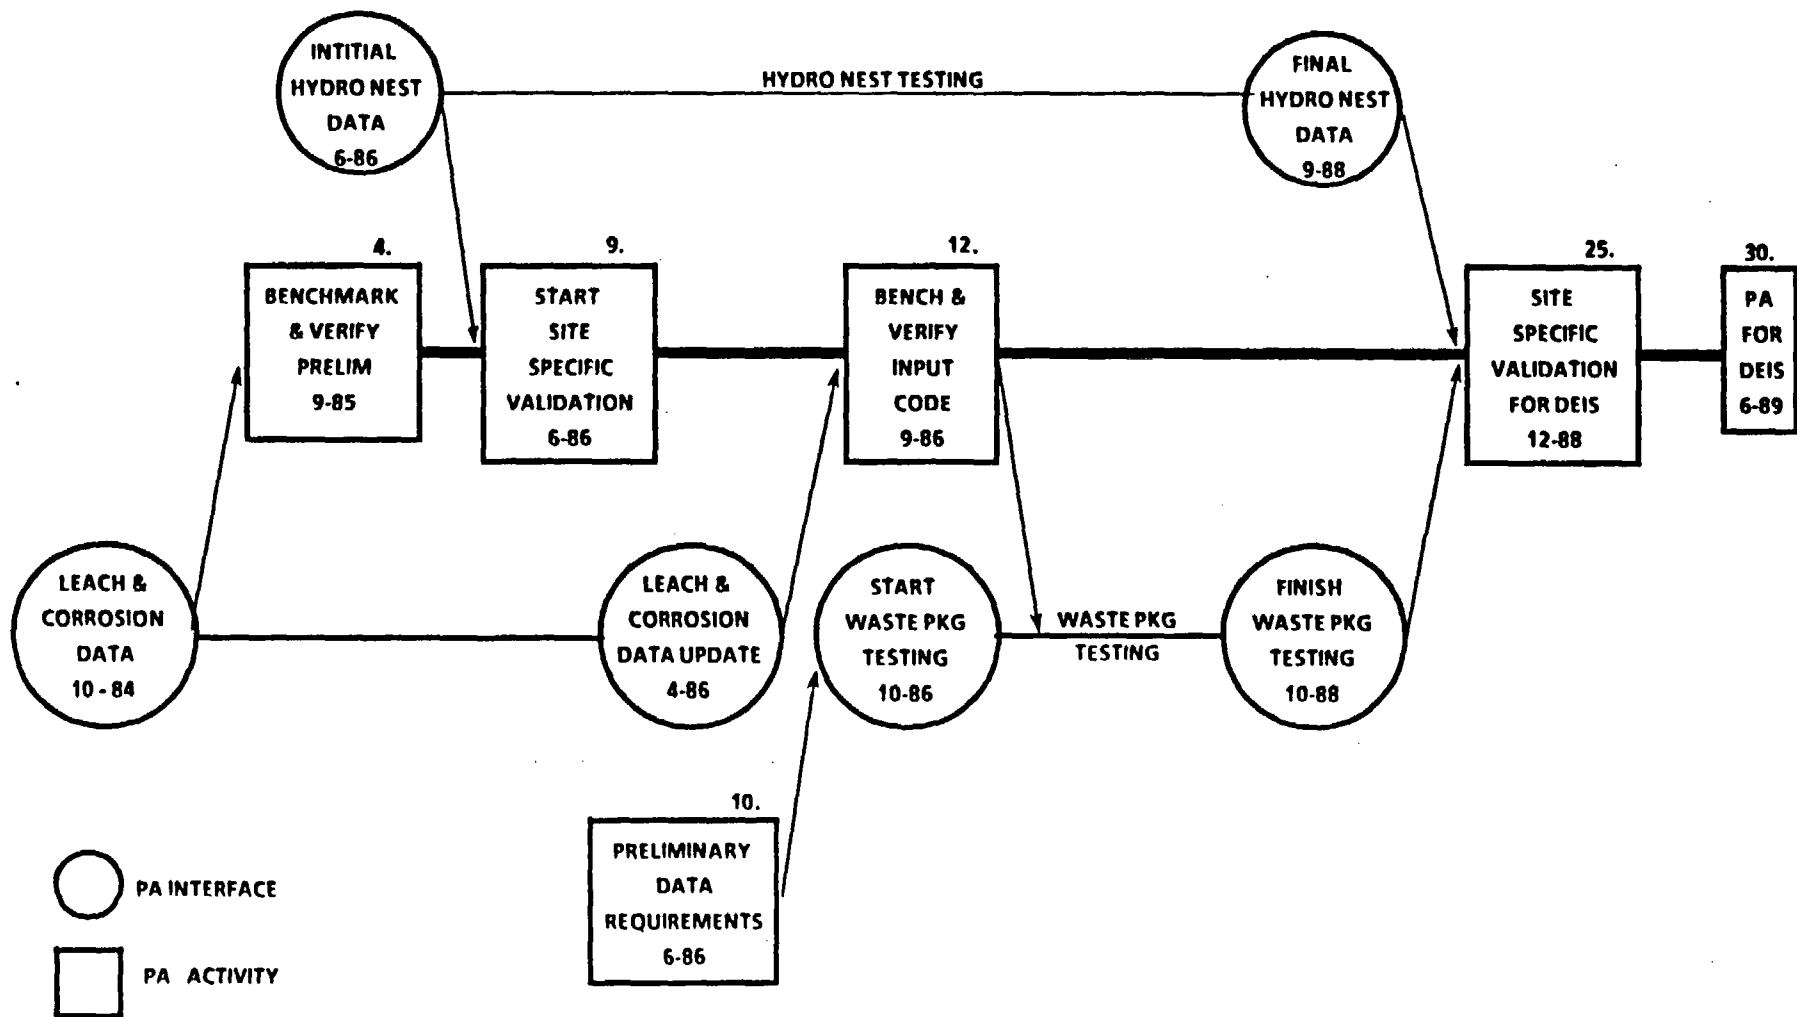 INTITIAL
HYDRO NEST
DATA
6-86
HYDRO NEST TESTING
FINAL
HYDRO NEST
DATA
9-88
4.
BENCHMARK
& VERIFY
PRELIM
9-85
9.
START
SITE
SPECIFIC
VALIDATION
6-86
12.
BENCH &
VERIFY
INPUT
CODE
9-86
25.
SITE
SPECIFIC
VALIDATION
FOR DEIS
12-88
30.
PA
FOR
DEIS
6-89
LEACH &
CORROSION
DATA
10 - 84
LEACH &
CORROSION
DATA UPDATE
4-86
START
WASTE PKG
TESTING
10-86
WASTE PKG
TESTING
FINISH
WASTE PKG
TESTING
10-88
10.
PRELIMINARY
DATA
REQUIREMENTS
6-86
PA INTERFACE
PA ACTIVITY